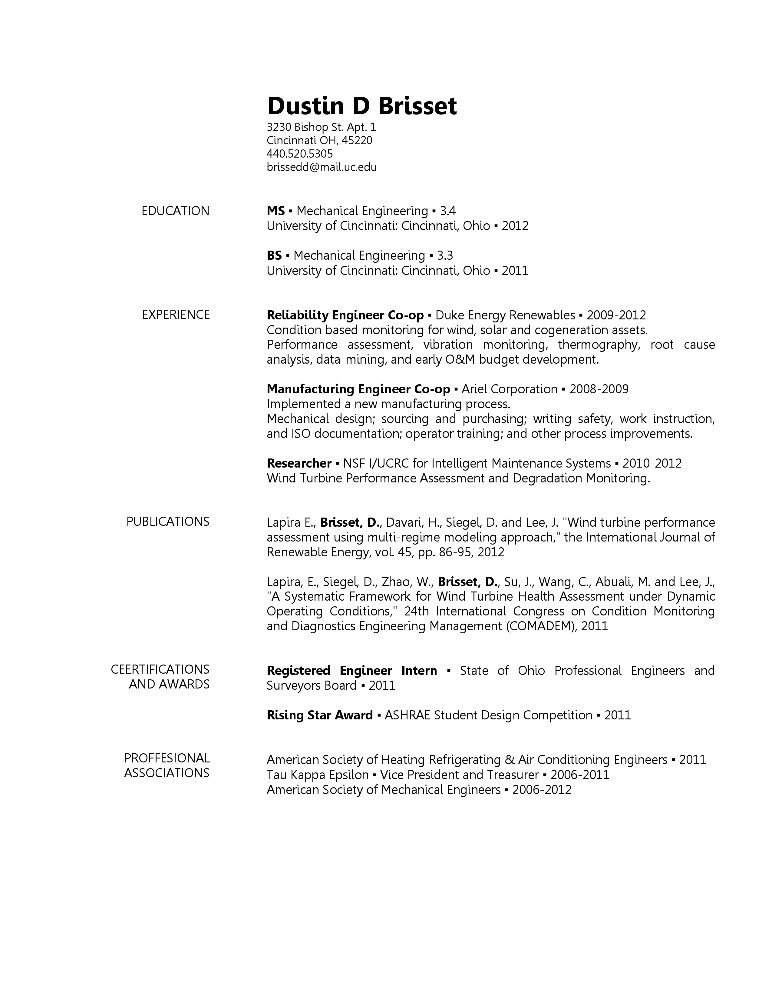 Dustin D Brisset
3230 Bishop St. Apt. 1
Cincinnati OH, 45220
440.520.5305
brissedd@mail.uc.edu
EDUCATION
MS ▪ Mechanical Engineering ▪ 3.4
University of Cincinnati: Cincinnati, Ohio ▪ 2012
BS ▪ Mechanical Engineering ▪ 3.3
University of Cincinnati: Cincinnati, Ohio ▪ 2011
EXPERIENCE
Reliability Engineer Co-op ▪ Duke Energy Renewables ▪ 2009-2012
Condition based monitoring for wind, solar and cogeneration assets.
Performance assessment, vibration monitoring, thermography, root cause
analysis, data mining, and early O&M budget development.
Manufacturing Engineer Co-op ▪ Ariel Corporation ▪ 2008-2009
Implemented a new manufacturing process.
Mechanical design; sourcing and purchasing; writing safety, work instruction,
and ISO documentation; operator training; and other process improvements.
Researcher ▪ NSF I/UCRC for Intelligent Maintenance Systems ▪ 2010 2012
Wind Turbine Performance Assessment and Degradation Monitoring.
PUBLICATIONS
Lapira E., Brisset, D., Davari, H., Siegel, D. and Lee, J. "Wind turbine performance
assessment using multi-regime modeling approach," the International Journal of
Renewable Energy, vol. 45, pp. 86-95, 2012
Lapira, E., Siegel, D., Zhao, W., Brisset, D., Su, J., Wang, C., Abuali, M. and Lee, J.,
"A Systematic Framework for Wind Turbine Health Assessment under Dynamic
Operating Conditions," 24th International Congress on Condition Monitoring
and Diagnostics Engineering Management (COMADEM), 2011
CEERTIFICATIONS
AND AWARDS
Registered Engineer Intern ▪ State of Ohio Professional Engineers and
Surveyors Board ▪ 2011
Rising Star Award ▪ ASHRAE Student Design Competition ▪ 2011
PROFFESIONAL
ASSOCIATIONS
American Society of Heating Refrigerating & Air Conditioning Engineers ▪ 2011
Tau Kappa Epsilon ▪ Vice President and Treasurer ▪ 2006-2011
American Society of Mechanical Engineers ▪ 2006-2012